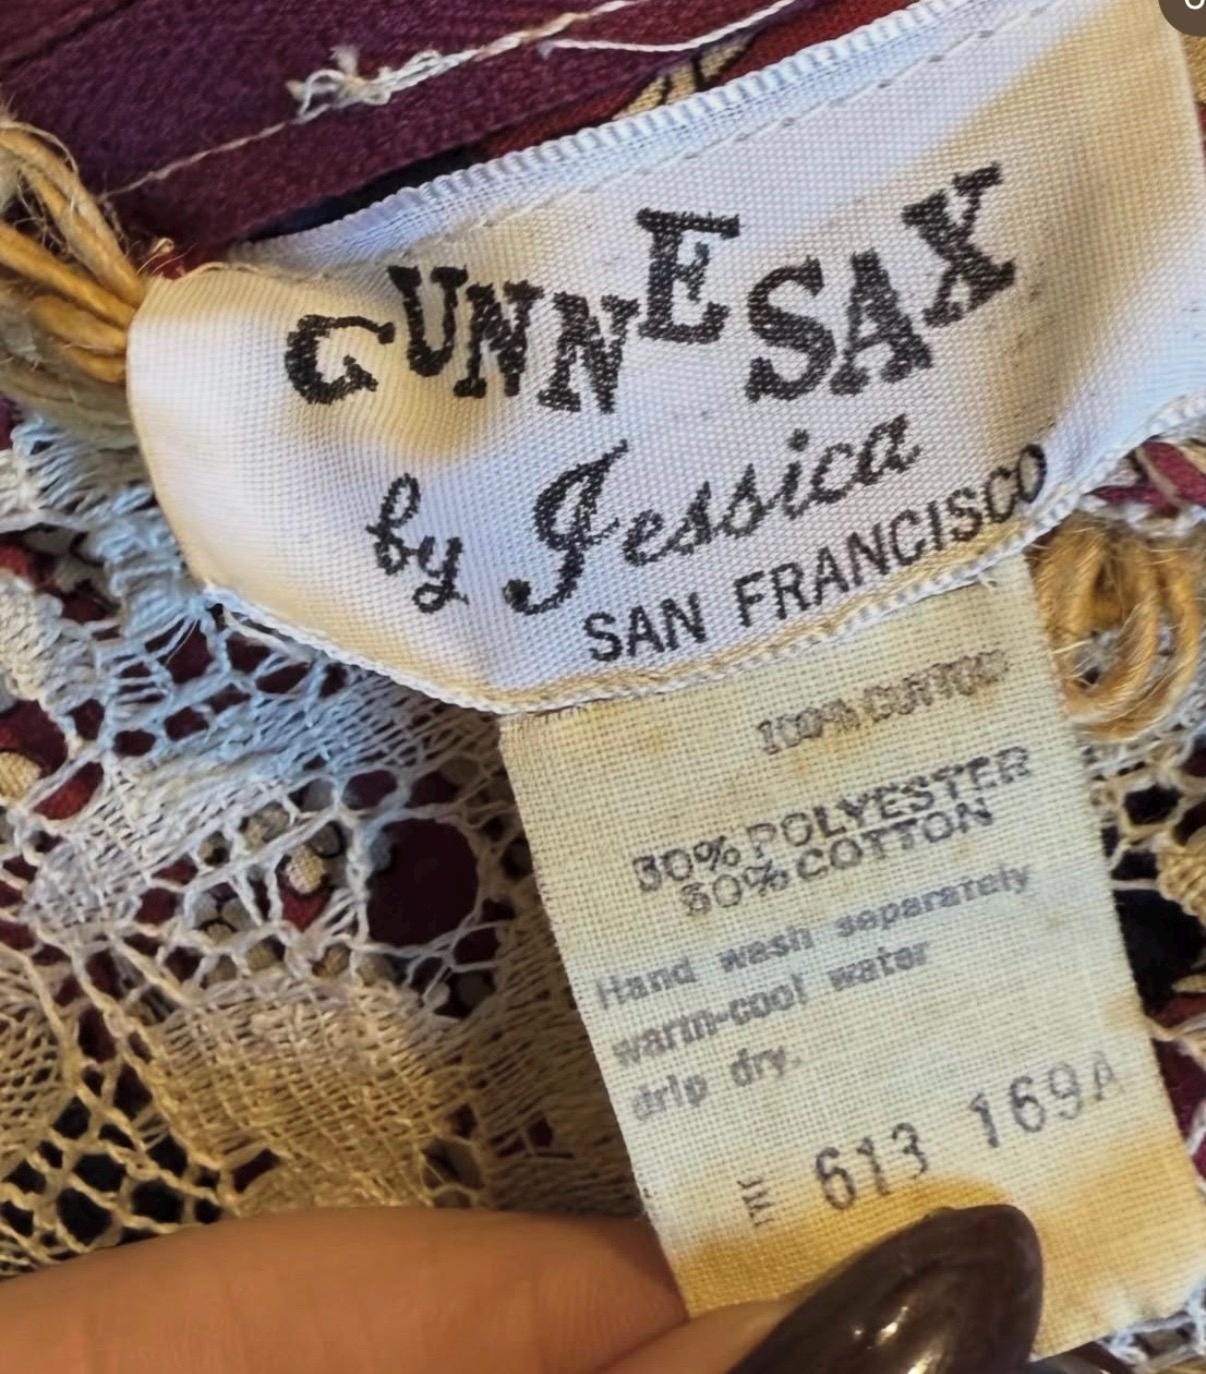 GUNNE SAX
by Jessica
SAN FRANCISCO
100% COTTON
50% POLYESTER
50% COTTON
Hand wash separately
warm-cool water
drip dry.
613 169A